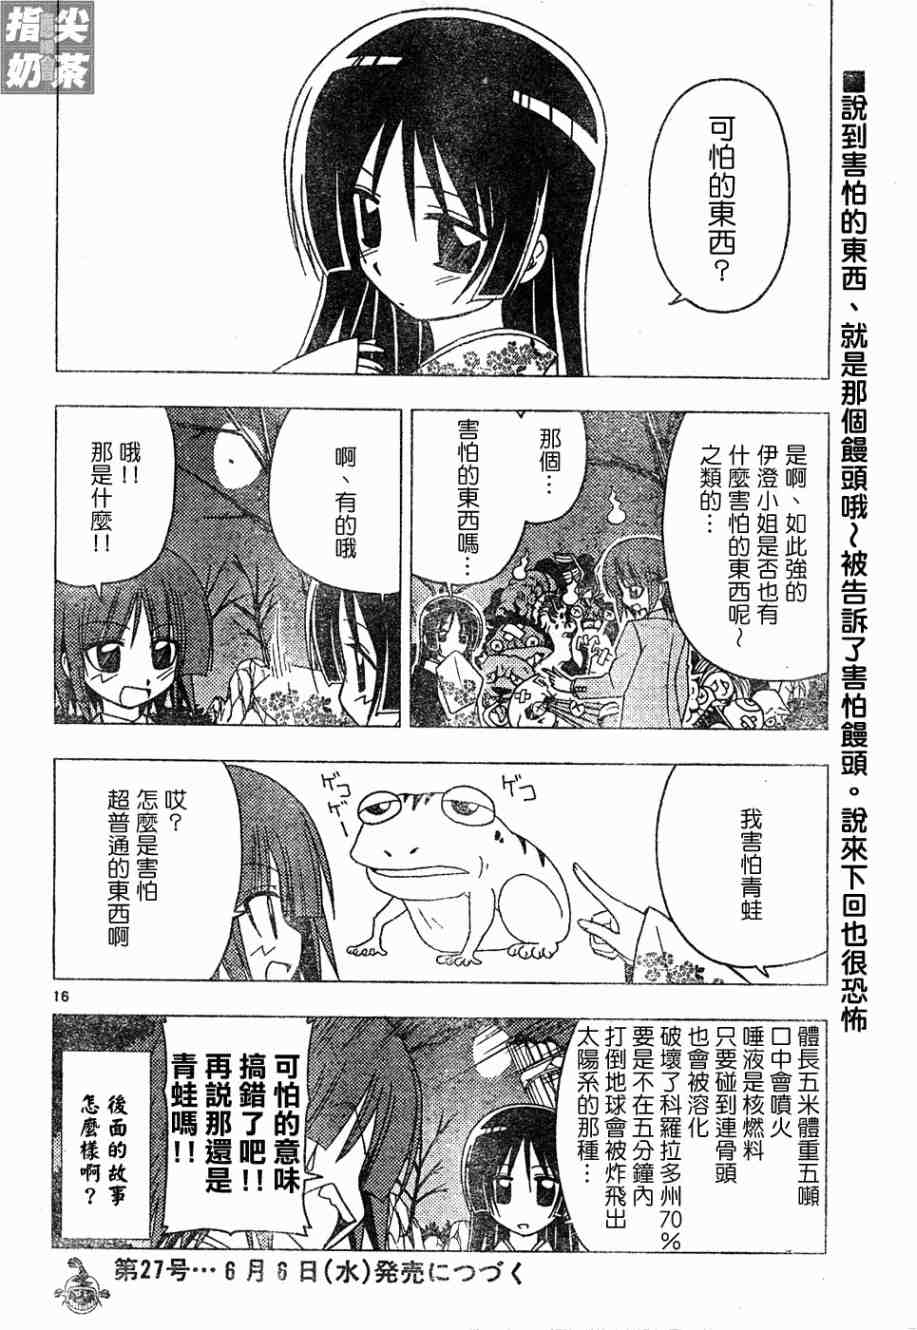 指尖
奶茶
■說到害怕的東西、就是那個饅頭哦~被告訴了害怕饅頭。說來下回也很恐怖
可怕的東西？
是啊、如此強的
伊澄小姐是否也有
什麼害怕的東西呢~
之類的…
那個…
害怕的東西嗎…
啊、有的哦
哦!!
那是什麼!!
我害怕青蛙
ゲコ
ゲコゲー
哎？
怎麼是害怕
超普通的東西啊
16
體長五米體重五噸
口中會噴火
唾液是核燃料
只要碰到連骨頭
也會被溶化
破壞了科羅拉多州70%
要是不在五分鐘內
打倒地球會被炸飛出
太陽系的那種…
可怕的意味
搞錯了吧!!
再說那還是
青蛙嗎!!
後面的故事
怎麼樣啊？
第27号…6月6日(水)発売につづく